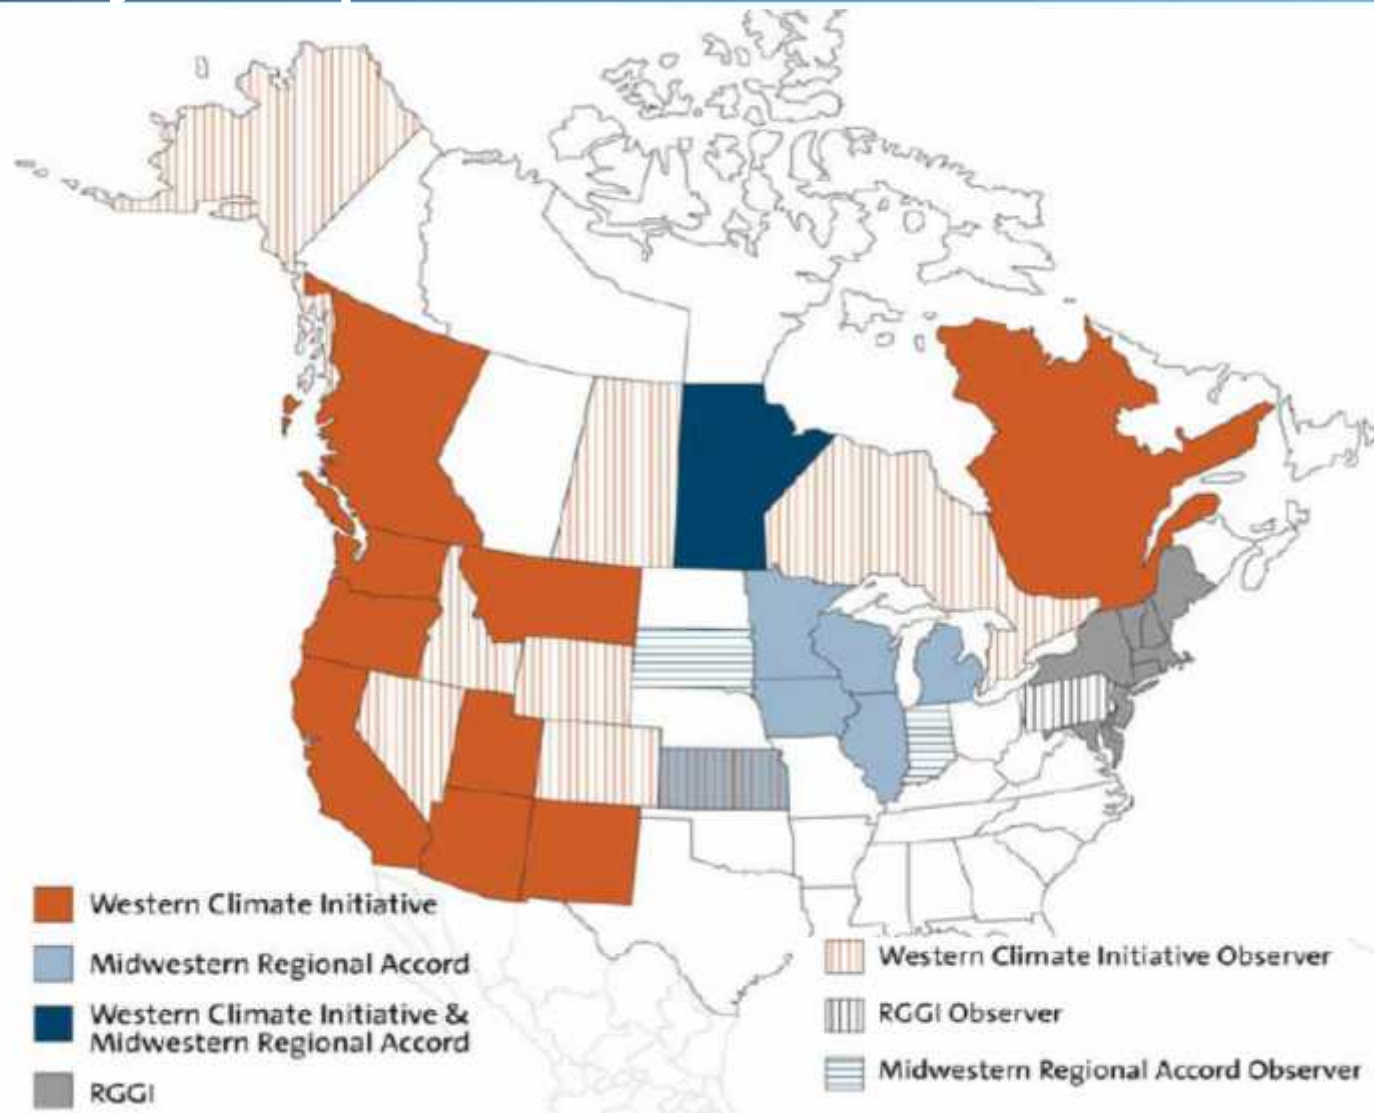 Western Climate Initiative
Midwestern Regional Accord
Western Climate Initiative &
Midwestern Regional Accord
RGGI
Western Climate Initiative Observer
RGGI Observer
Midwestern Regional Accord Observer